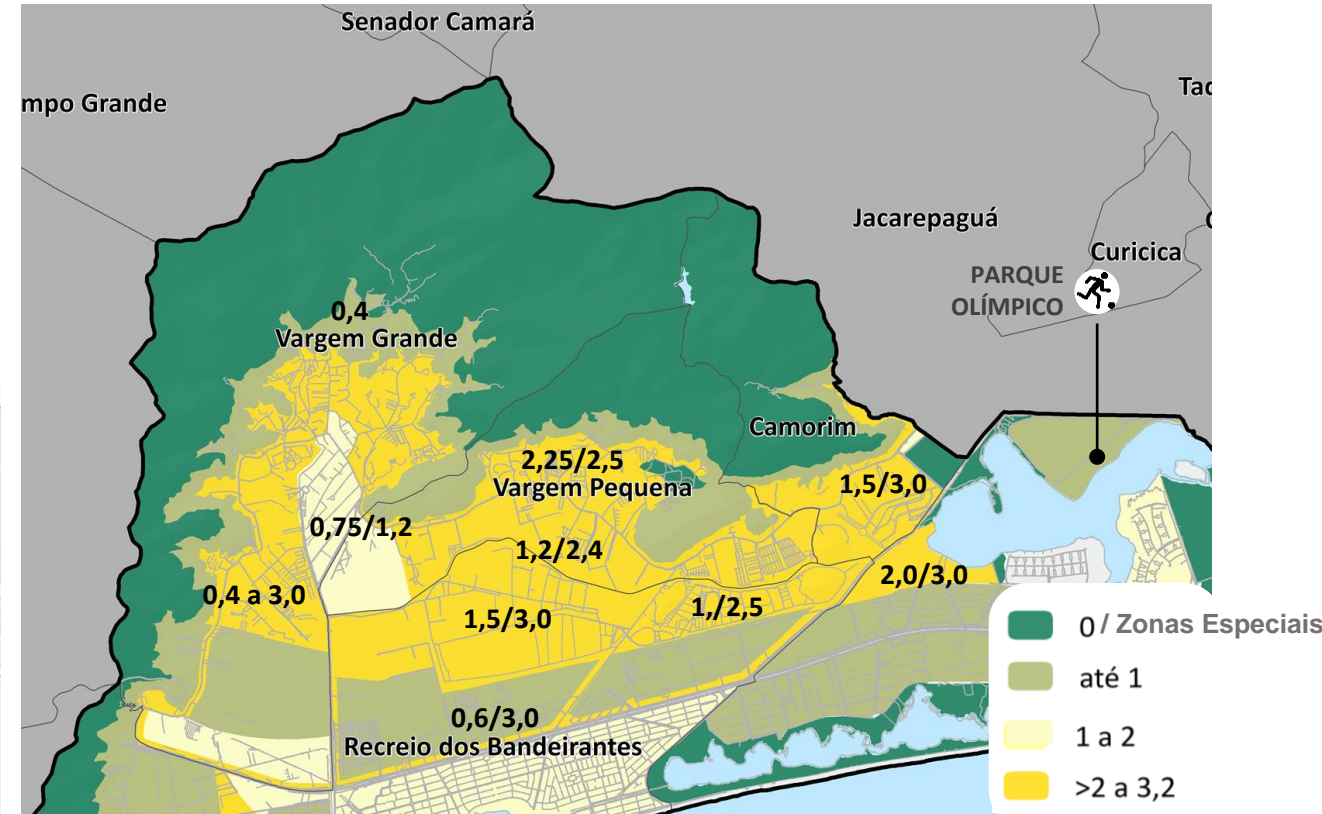 Senador Camará
mpo Grande
Tac
Jacarepaguá
Curicica
PARQUE
OLÍMPICO
0,4
Vargem Grande
Camorim
2,25/2,5
Vargem Pequena
1,5/3,0
0,75/1,2
1,2/2,4
2,0/3,0
0,4 a 3,0
1,5/3,0
1,/2,5
0,6/3,0
Recreio dos Bandeirantes
0 / Zonas Especiais
até 1
1 a 2
>2 a 3,2